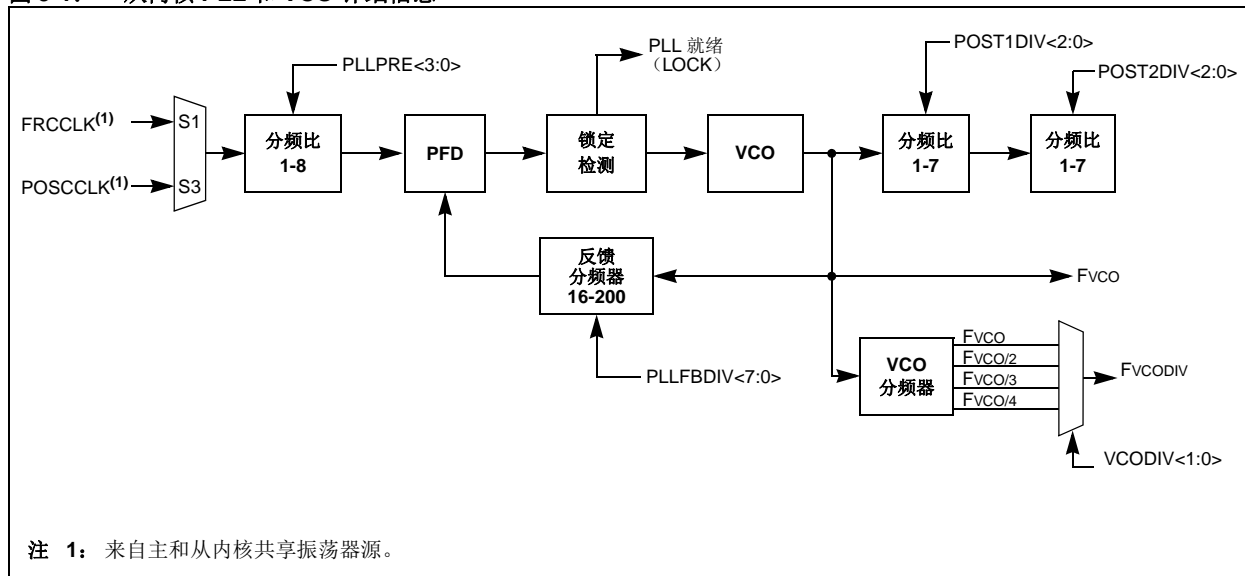 PLL 就绪
（LOCK）
POST1DIV<2:0>
POST2DIV<2:0>
PLLPRE<3:0>
FRCCLK(1)
S1
POSCCLK(1)
S3
分频比
1-8
PFD
锁定
检测
VCO
分频比
1-7
分频比
1-7
反馈
分频器
16-200
FVCO
PLLFBDIV<7:0>
VCO
分频器
FVCO
FVCO/2
FVCO/3
FVCO/4
FVCODIV
VCODIV<1:0>
注 1： 来自主和从内核共享振荡器源。